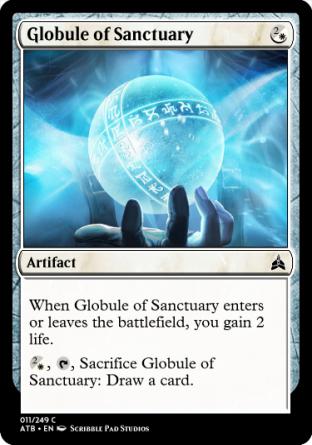 Globule of Sanctuary
Artifact
When Globule of Sanctuary enters
or leaves the battlefield, you gain 2
life.
, , Sacrifice Globule of
Sanctuary: Draw a card.
011/249 C
ATB • EN Scribble Pad Studios